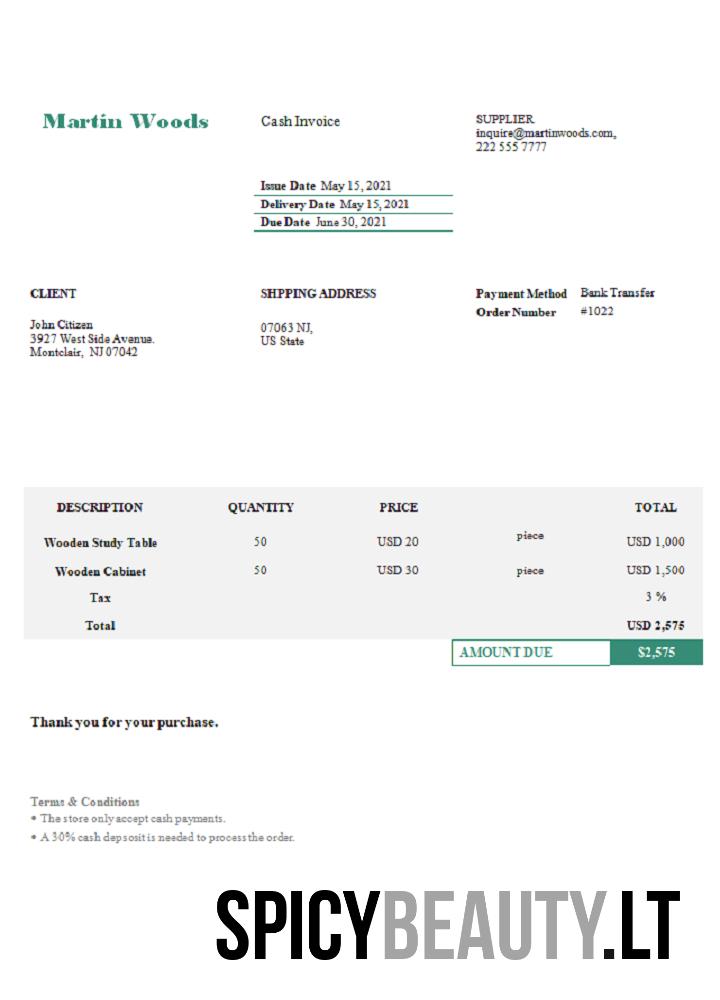 Martin Woods
Cash Invoice
SUPPLIER
inquire@martinwoods.com,
222 555 7777
Issue Date May 15, 2021
Delivery Date May 15, 2021
Due Date June 30, 2021
CLIENT
John Citizen
3927 West Side Avenue.
Montclair, NJ 07042
SHPPING ADDRESS
07063 NJ,
US State
Payment Method Bank Transfer
Order Number #1022
DESCRIPTION QUANTITY PRICE TOTAL
Wooden Study Table 50 USD 20 piece USD 1,000
Wooden Cabinet 50 USD 30 piece USD 1,500
Tax 3 %
Total USD 2,575
AMOUNT DUE $2,575
Thank you for your purchase.
Terms & Conditions
• The store only accept cash payments.
• A 30% cash depsosit is needed to process the order.
SPICYBEAUTY.LT